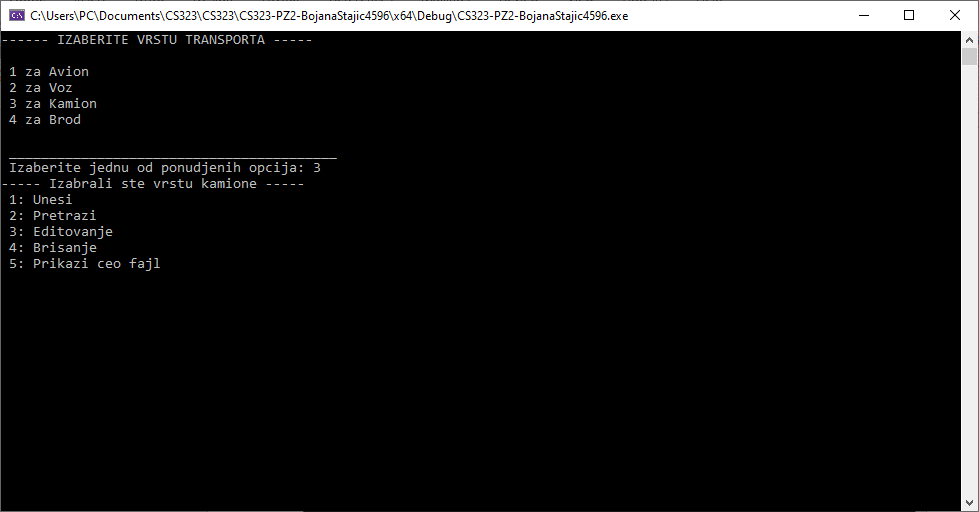 C:\Users\PC\Documents\CS323\CS323\CS323-PZ2-BojanaStajic4596\x64\Debug\CS323-PZ2-BojanaStajic4596.exe
------ IZABERITE VRSTU TRANSPORTA -----
1 za Avion
2 za Voz
3 za Kamion
4 za Brod
_________________________________________
Izaberite jednu od ponudjenih opcija: 3
----- Izabrali ste vrstu kamione -----
1: Unesi
2: Pretrazi
3: Editovanje
4: Brisanje
5: Prikazi ceo fajl